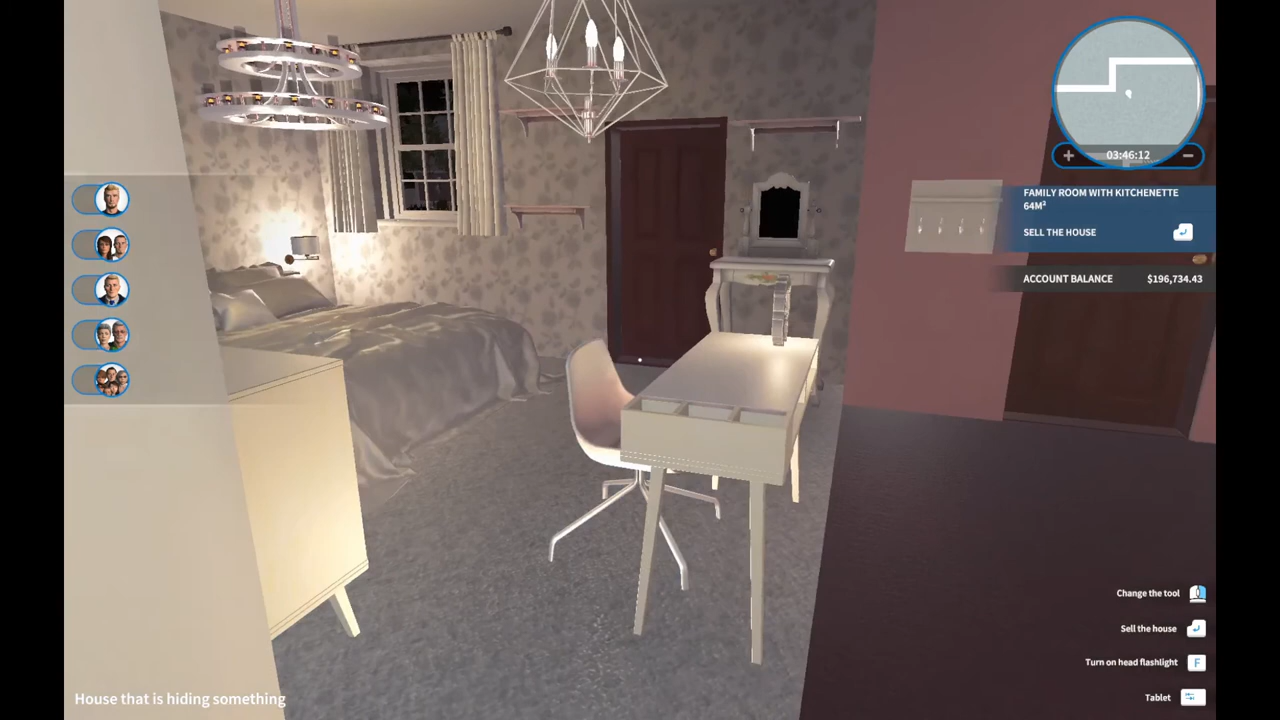 03:46:12
FAMILY ROOM WITH KITCHENETTE
64M²
SELL THE HOUSE
ACCOUNT BALANCE $196,734.43
Change the tool
Sell the house
Turn on head flashlight F
Tablet
House that is hiding something